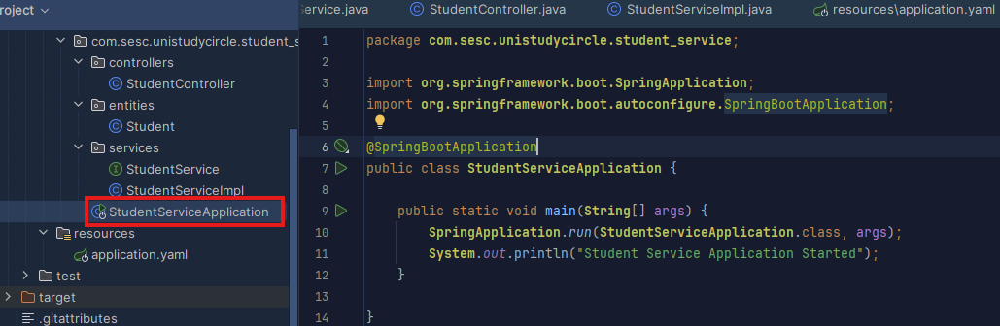 roject
Service.java
StudentController.java
StudentServiceImpl.java
resources\application.yaml
com.sesc.unistudycircle.student_s
controllers
StudentController
entities
Student
services
StudentService
StudentServiceImpl
StudentServiceApplication
resources
application.yaml
test
target
.gitattributes
1 package com.sesc.unistudycircle.student_service;
2
3 import org.springframework.boot.SpringApplication;
4 import org.springframework.boot.autoconfigure.SpringBootApplication;
5
6 @SpringBootApplication
7 public class StudentServiceApplication {
8
9 public static void main(String[] args) {
10 SpringApplication.run(StudentServiceApplication.class, args);
11 System.out.println("Student Service Application Started");
12 }
13
14 }